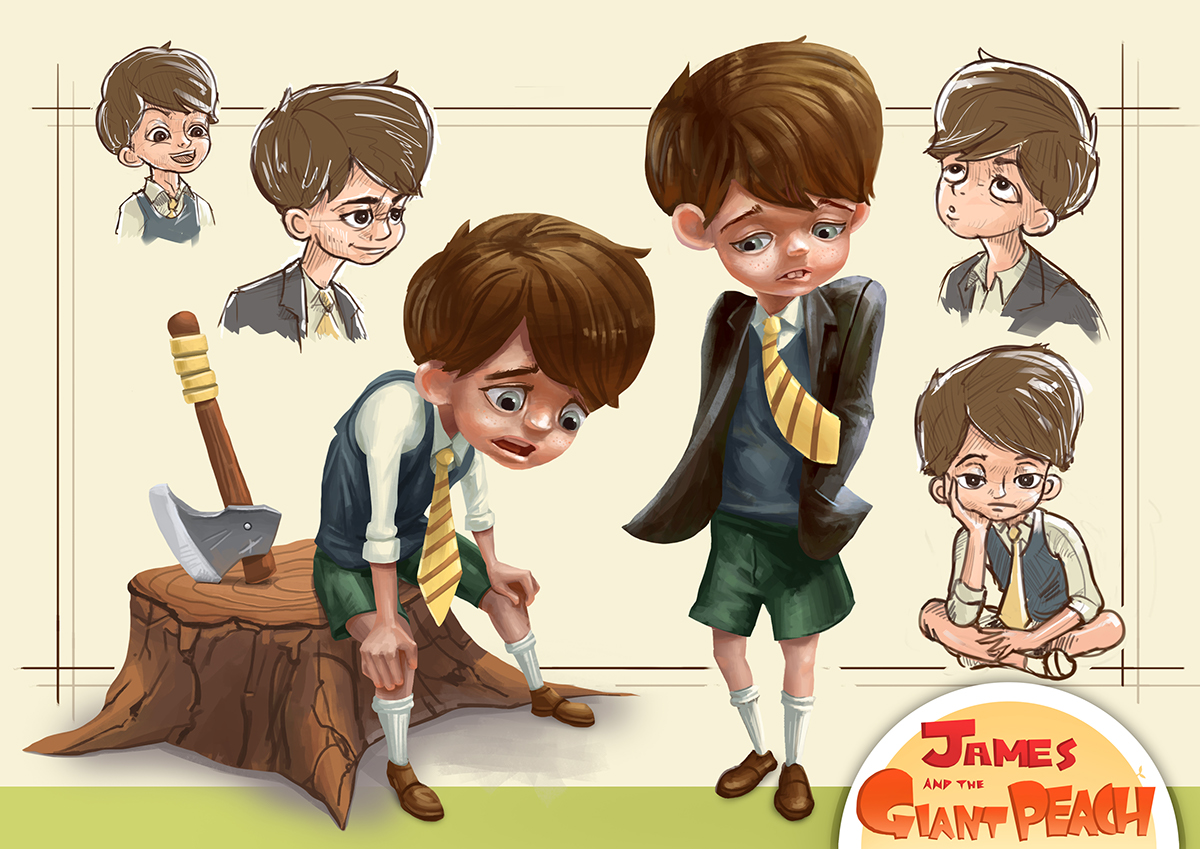 JAMES
AND THE
GIANT PEACH